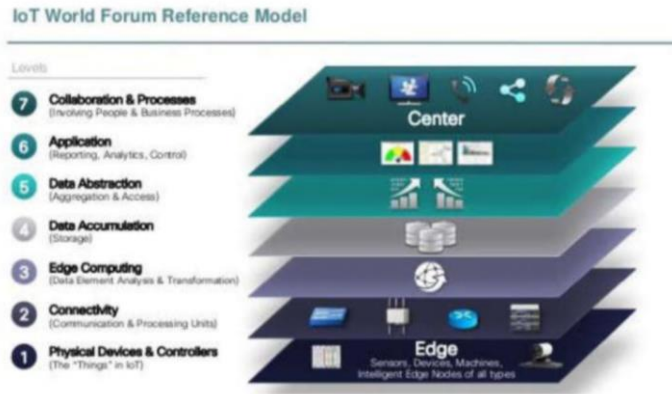 IoT World Forum Reference Model
Levels
7 Collaboration & Processes
(Involving People & Business Processes)
6 Application
(Reporting, Analytics, Control)
5 Data Abstraction
(Aggregation & Access)
4 Data Accumulation
(Storage)
3 Edge Computing
(Data Element Analysis & Transformation)
2 Connectivity
(Communication & Processing Units)
1 Physical Devices & Controllers
(The "Things" in IoT)
Center
Edge
Sensors, Devices, Machines,
Intelligent Edge Nodes of all types